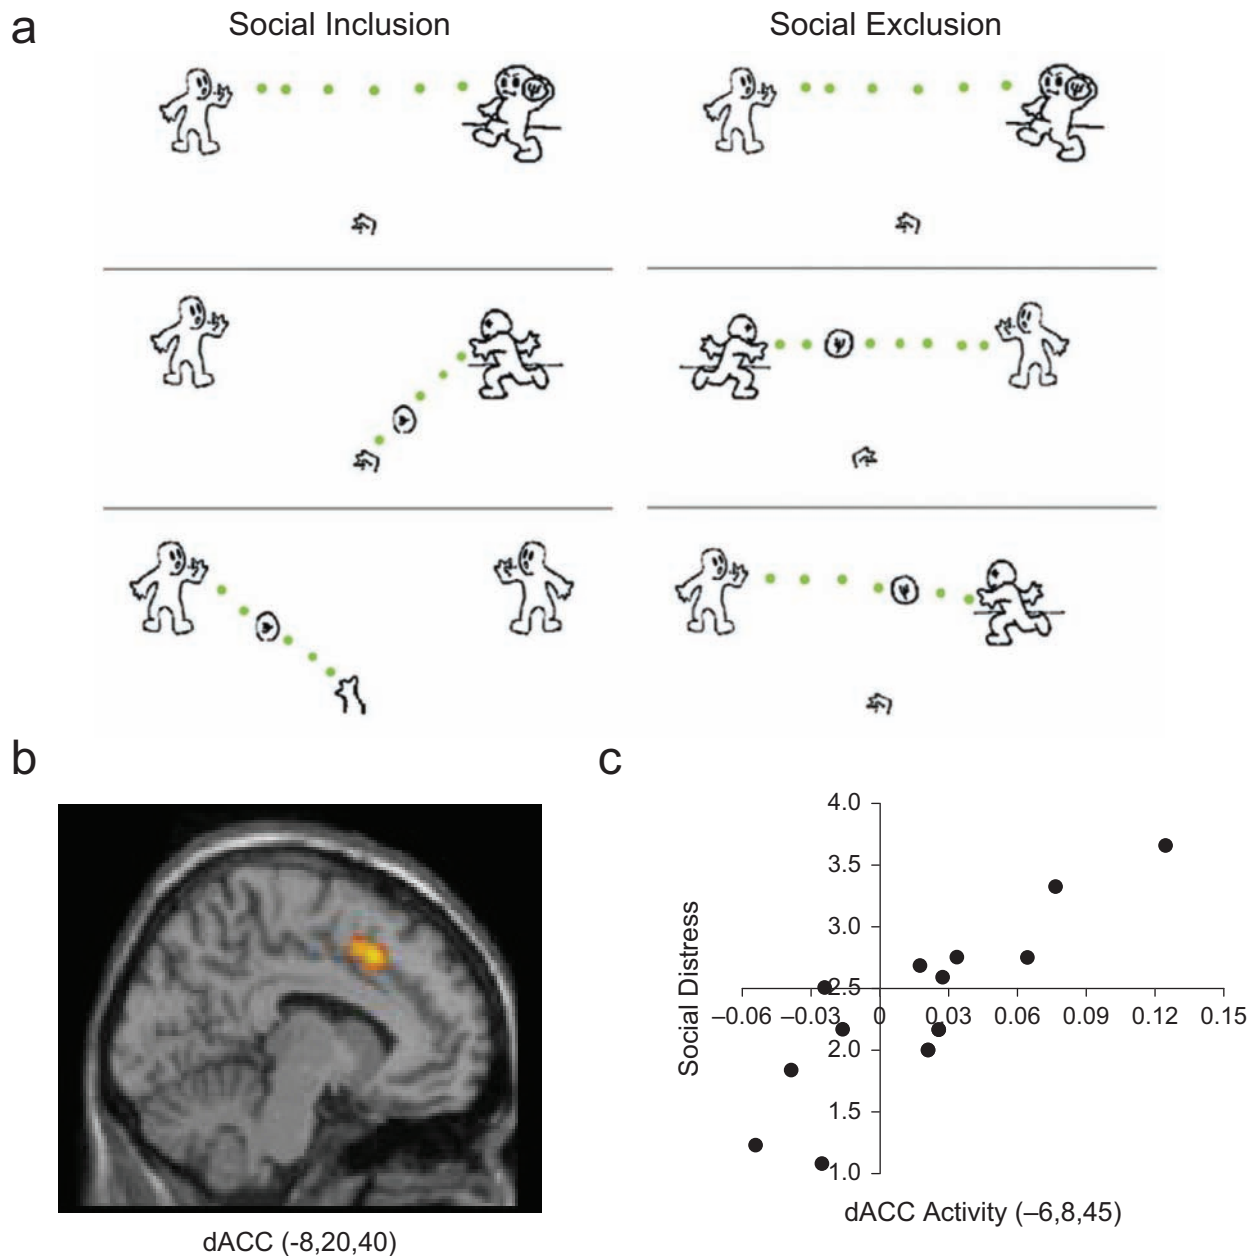 a
Social Inclusion
Social Exclusion
b
dACC (-8,20,40)
c
Social Distress
4.0
3.5
3.0
2.5
2.0
1.5
1.0
–0.06 –0.03 0 0.03 0.06 0.09 0.12 0.15
dACC Activity (–6,8,45)